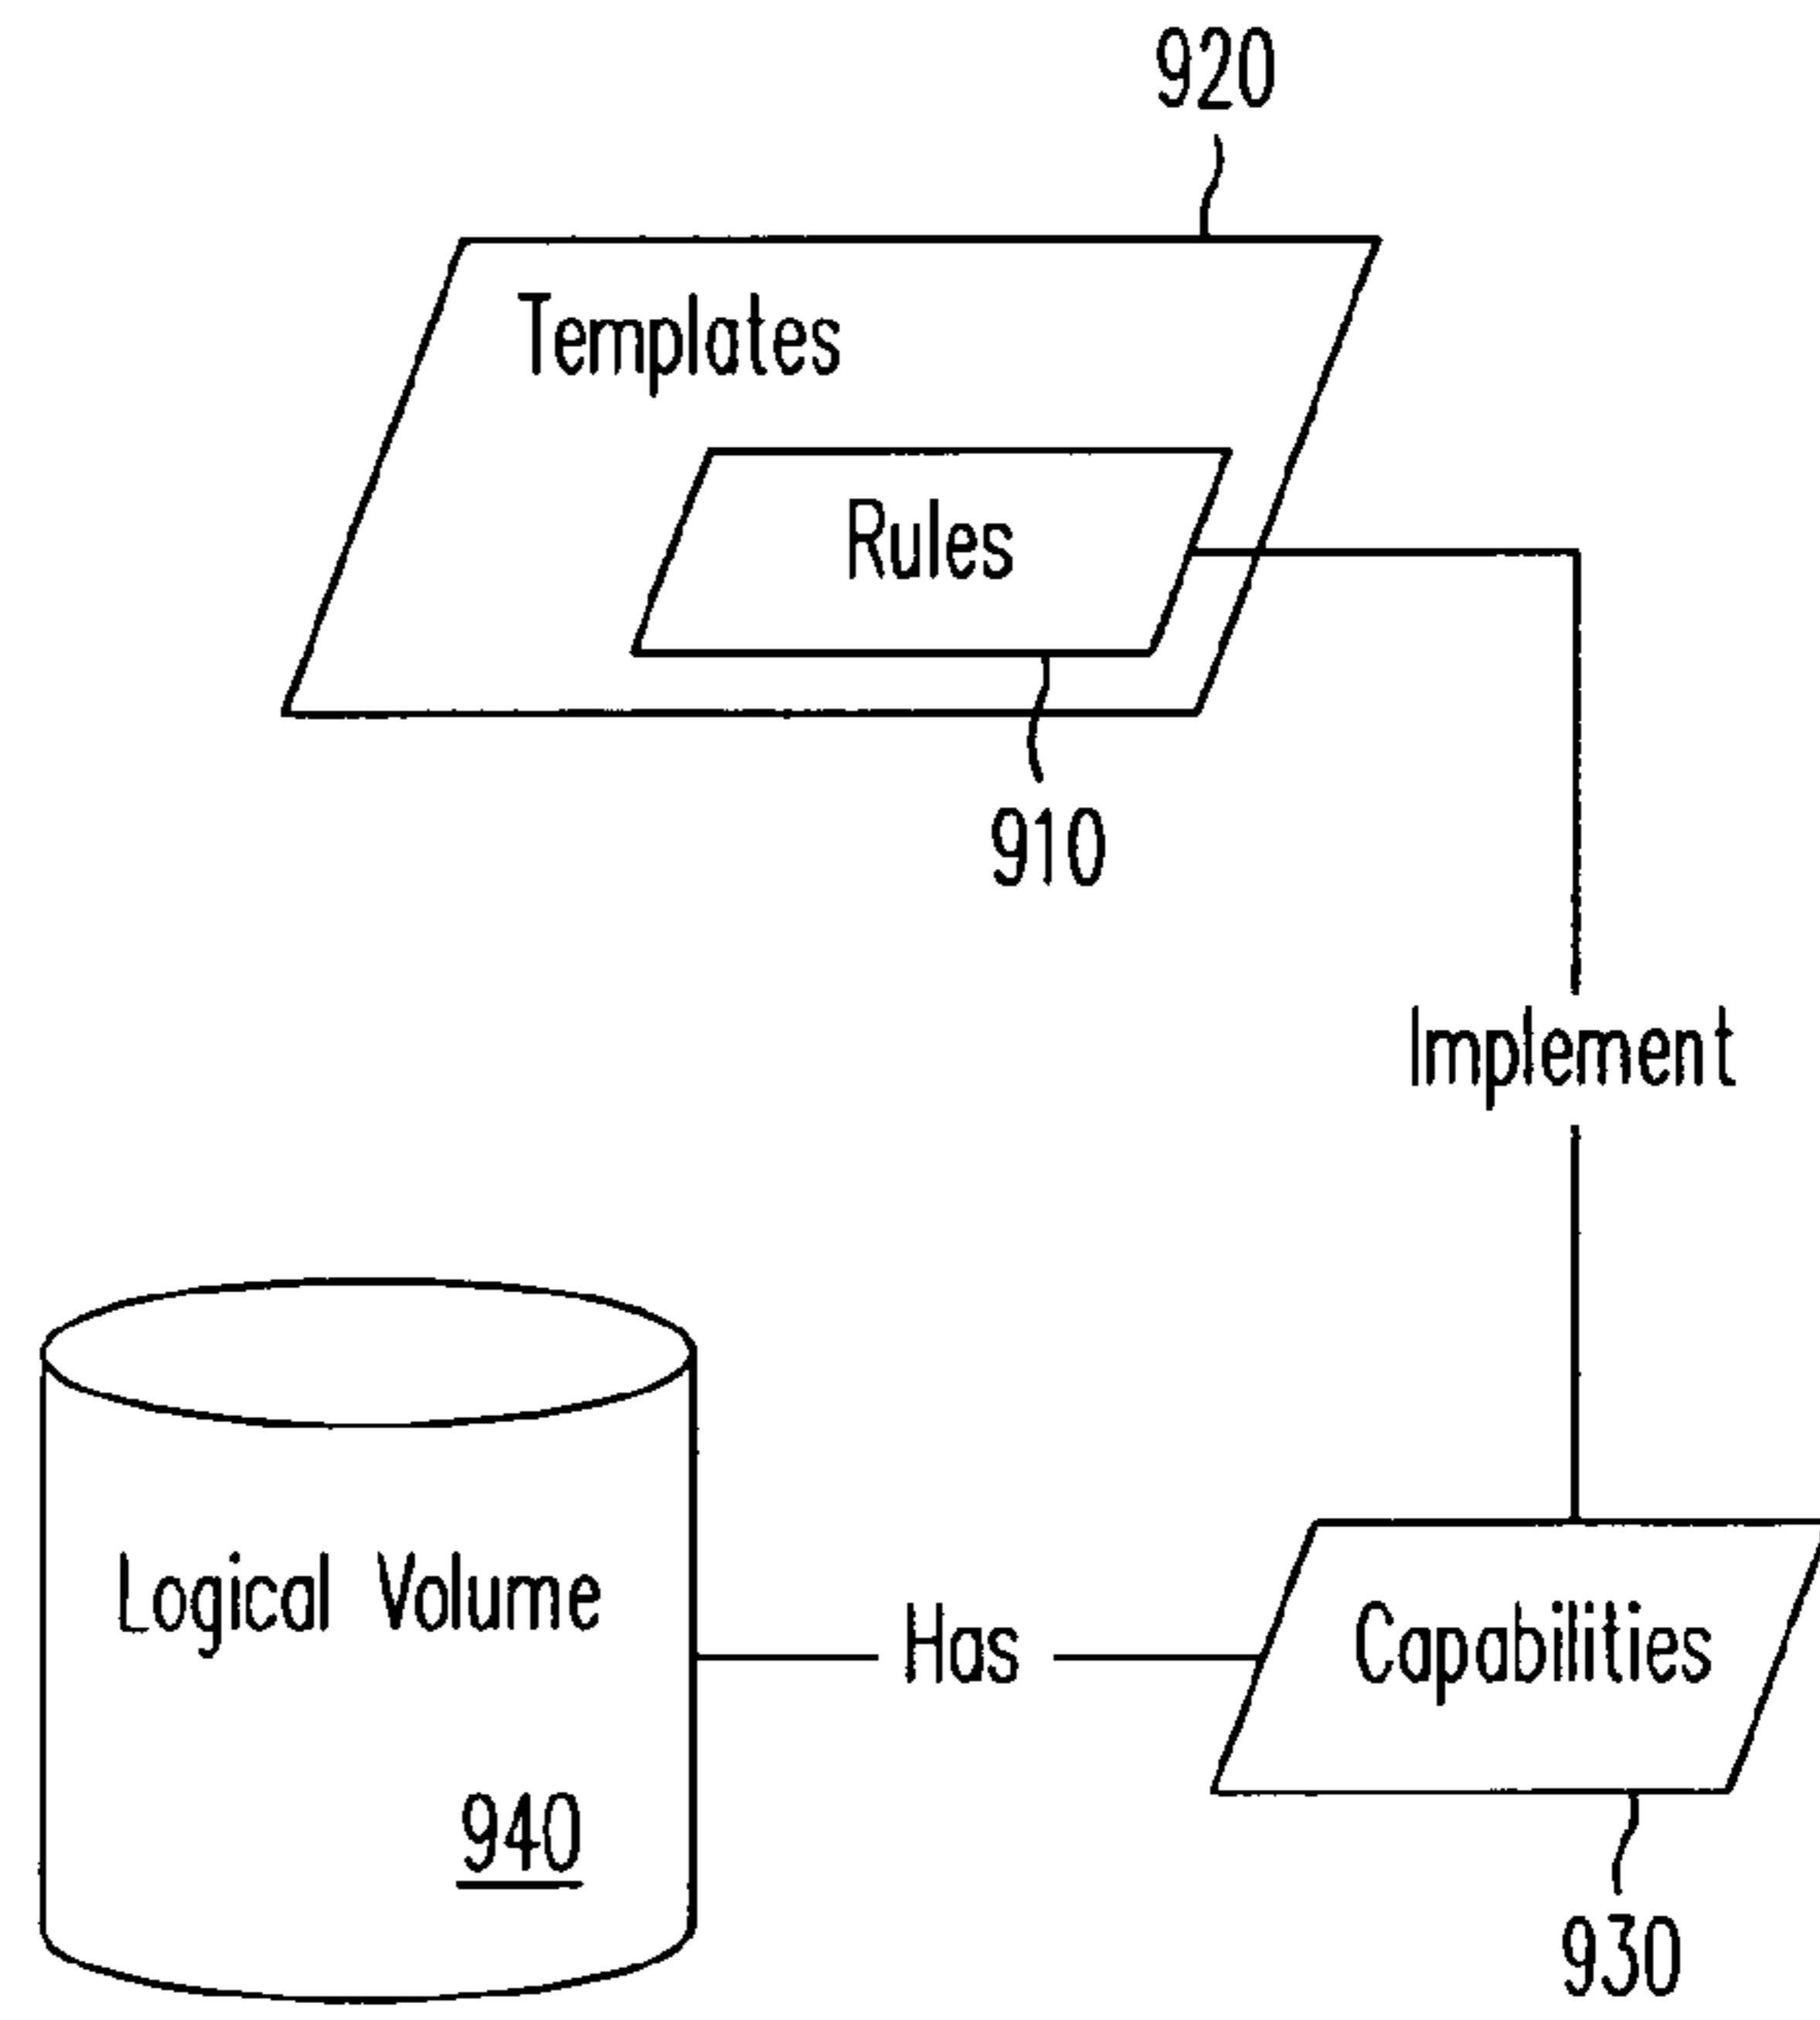 920
Templates
Rules
910
Implement
Logical Volume
Has
Capabilities
940
930